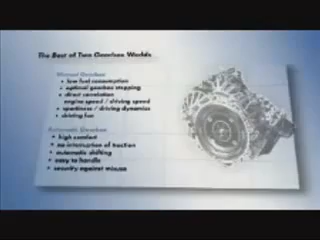 The Best of Two Gearbox Worlds
Manual Gearbox
• low fuel consumption
• optimal gearbox stepping
• direct correlation
engine speed / driving speed
• sportiness / driving dynamics
• driving fun
Automatic Gearbox
• high comfort
• no interruption of traction
• automatic shifting
• easy to handle
• security against misuse